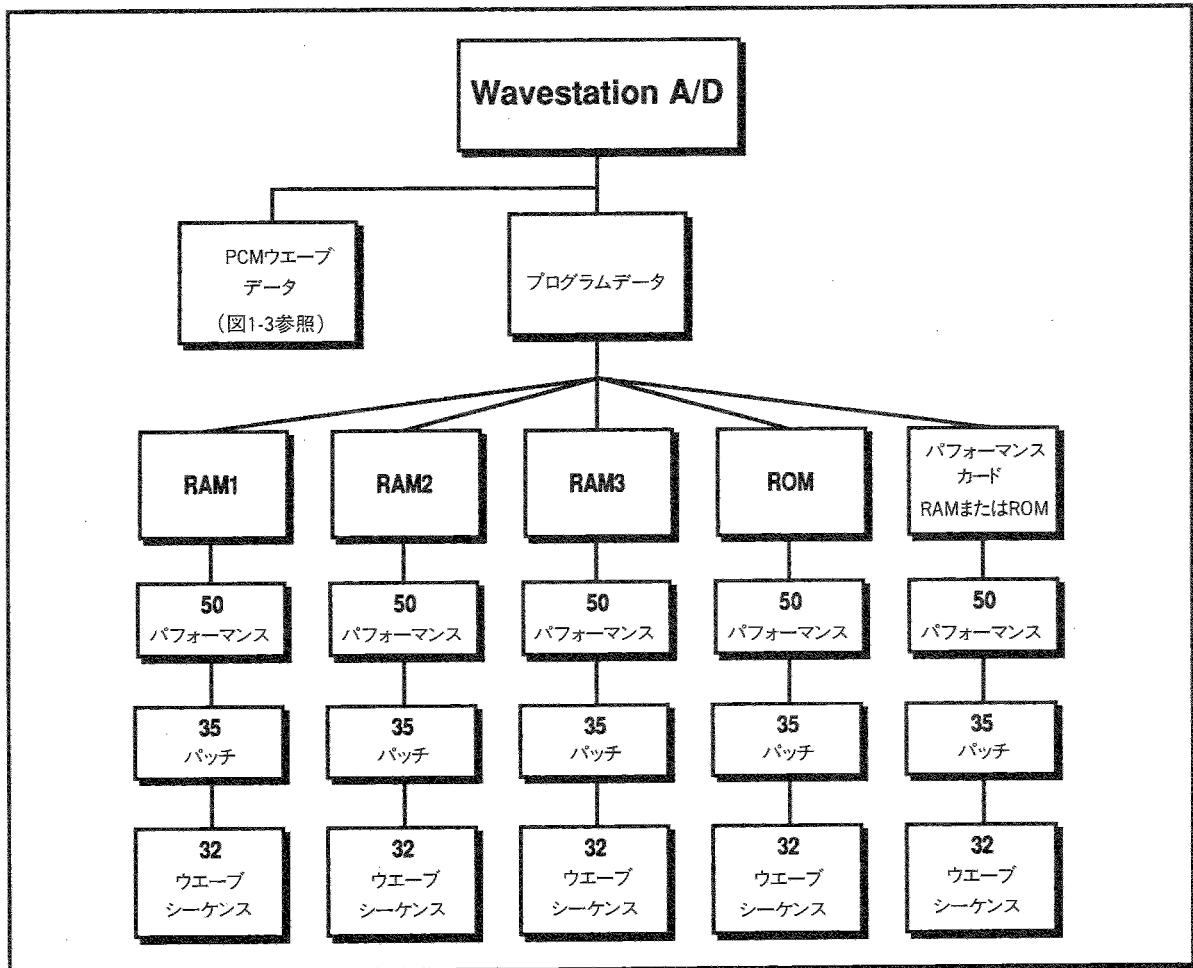 Wavestation A/D
PCMウエーブ
データ
（図1-3参照）
プログラムデータ
RAM1
RAM2
RAM3
ROM
パフォーマンス
カード
RAMまたはROM
50
パフォーマンス
50
パフォーマンス
50
パフォーマンス
50
パフォーマンス
50
パフォーマンス
35
パッチ
35
パッチ
35
パッチ
35
パッチ
35
パッチ
32
ウエーブ
シーケンス
32
ウエーブ
シーケンス
32
ウエーブ
シーケンス
32
ウエーブ
シーケンス
32
ウエーブ
シーケンス